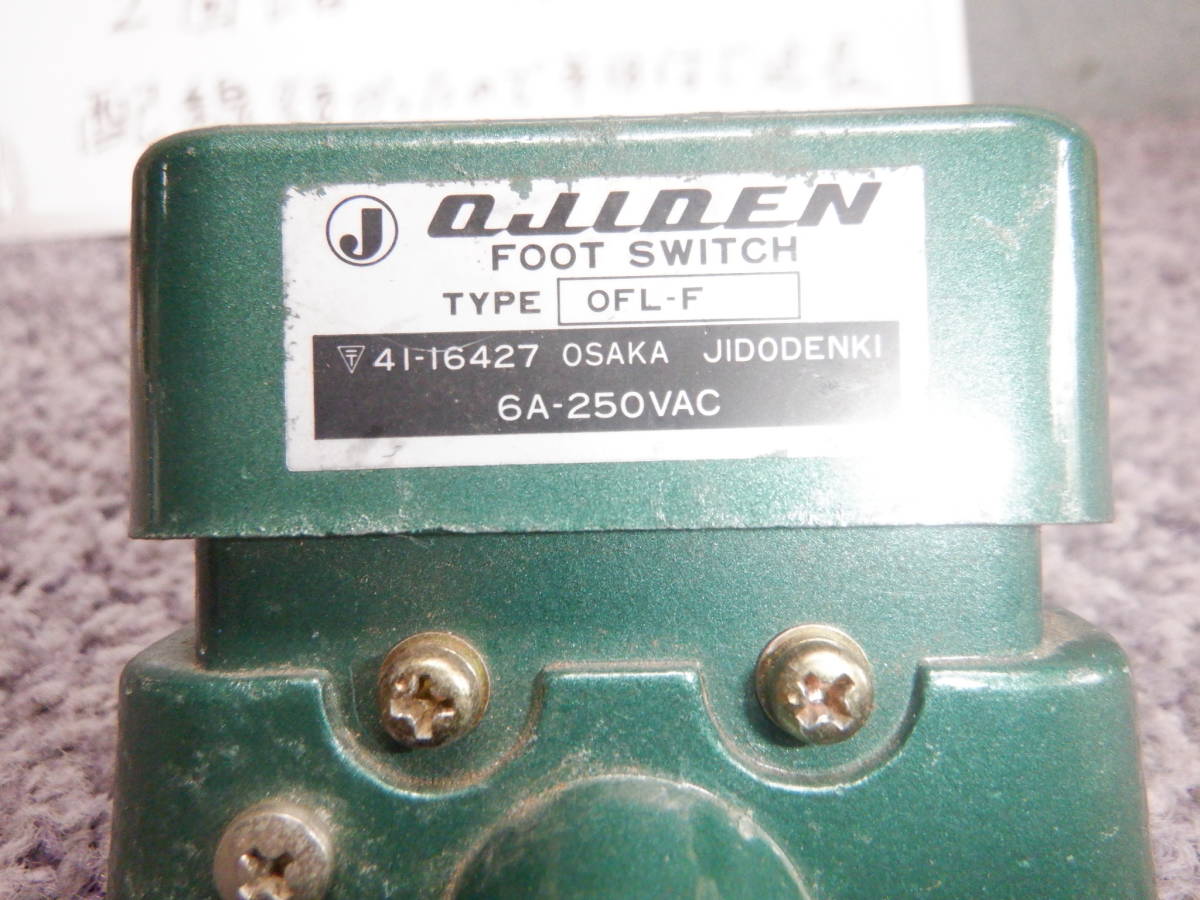 J OJIDEN
FOOT SWITCH
TYPE OFL-F
〒 41-16427 OSAKA JIDODENKI
6A-250VAC